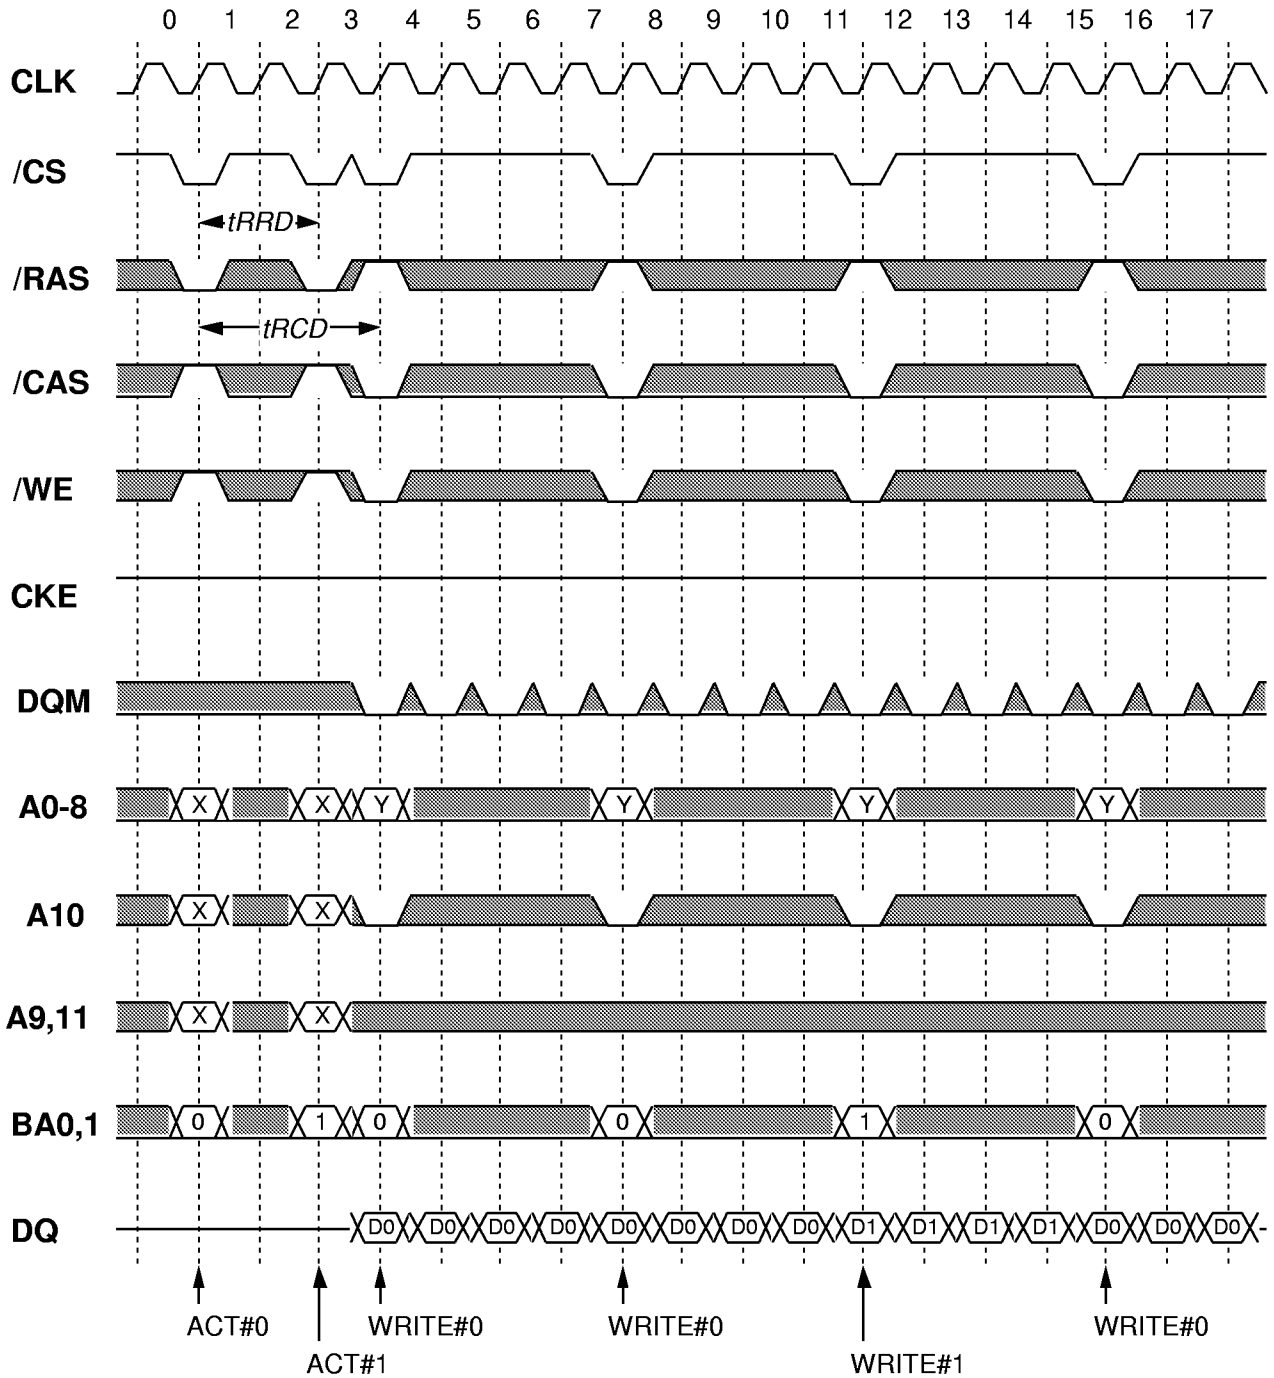 0 1 2 3 4 5 6 7 8 9 10 11 12 13 14 15 16 17
CLK
/CS
tRRD
/RAS
tRCD
/CAS
/WE
CKE
DQM
A0-8 X X Y Y Y Y
A10 X X
A9,11 X X
BA0,1 0 1 0 0 1 0
DQ D0 D0 D0 D0 D0 D0 D0 D0 D1 D1 D1 D1 D0 D0 D0
ACT#0 WRITE#0 WRITE#0 WRITE#0
ACT#1 WRITE#1